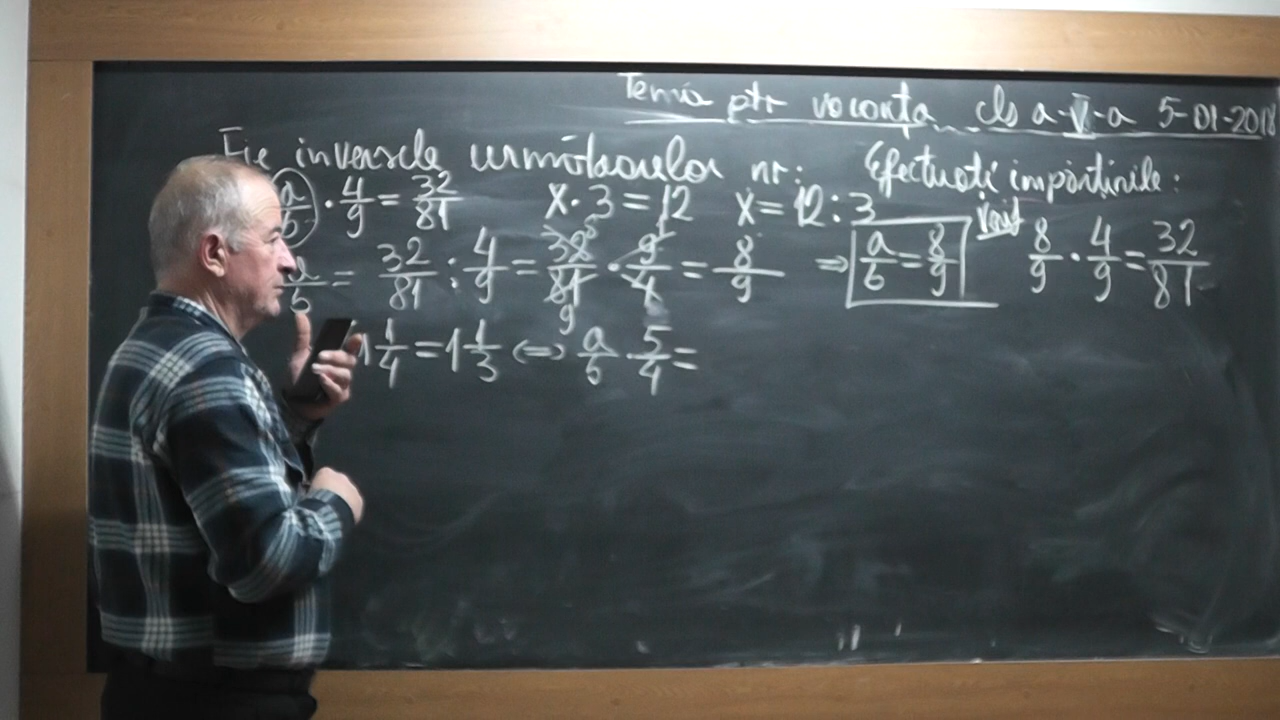 Tema ptr vacanța cls a-V-a 5-01-2018
Fie inversele următoarelor nr: Efectuați împărțirile:
a/b · 4/9 = 32/81 x·3=12 x=12:3
a/b = 32/81 : 4/9 = 32/81 · 9/4 = 8/9 ⇒ a/b = 8/9 Verif 8/9 · 4/9 = 32/81
1 1/4 = 1 1/3 ⇔ a/b · 5/4 =